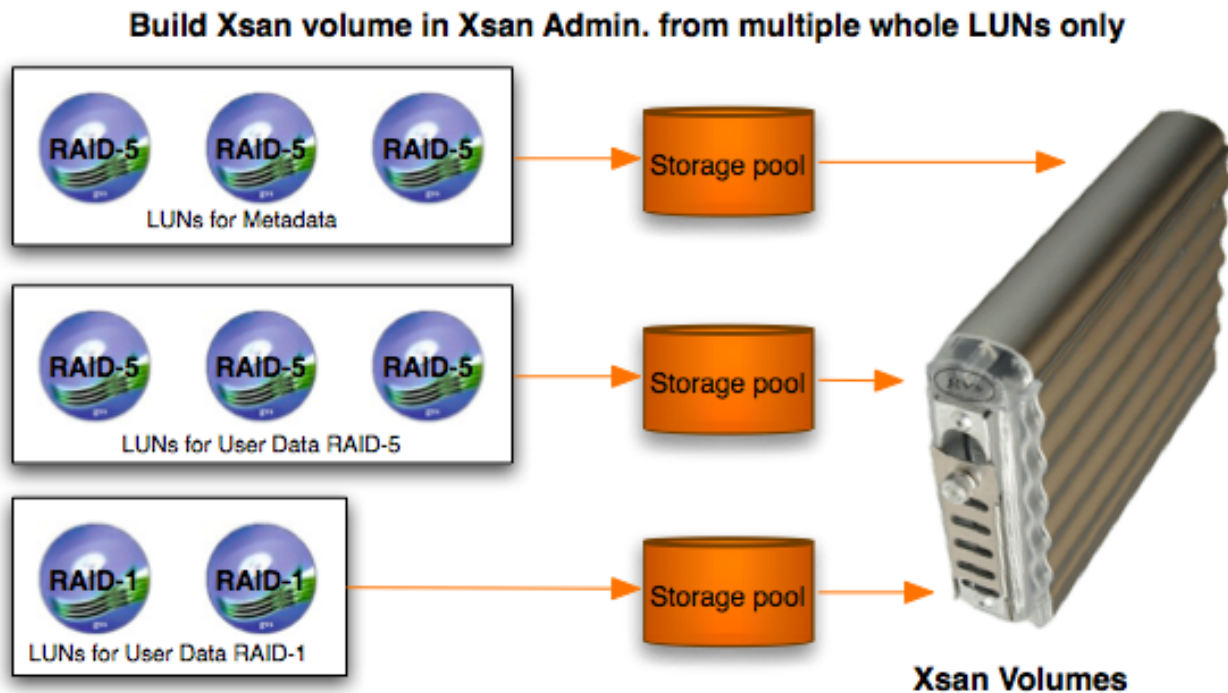 Build Xsan volume in Xsan Admin. from multiple whole LUNs only
RAID-5 RAID-5 RAID-5
LUNs for Metadata
Storage pool
RAID-5 RAID-5 RAID-5
LUNs for User Data RAID-5
Storage pool
RAID-1 RAID-1
LUNs for User Data RAID-1
Storage pool
Xsan Volumes